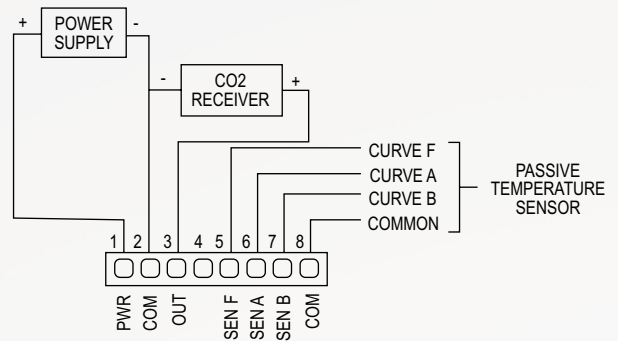 + POWER SUPPLY -
- CO2 RECEIVER +
CURVE F
CURVE A
CURVE B
COMMON
PASSIVE
TEMPERATURE
SENSOR
1 2 3 4 5 6 7 8
PWR
COM
OUT
SEN F
SEN A
SEN B
COM